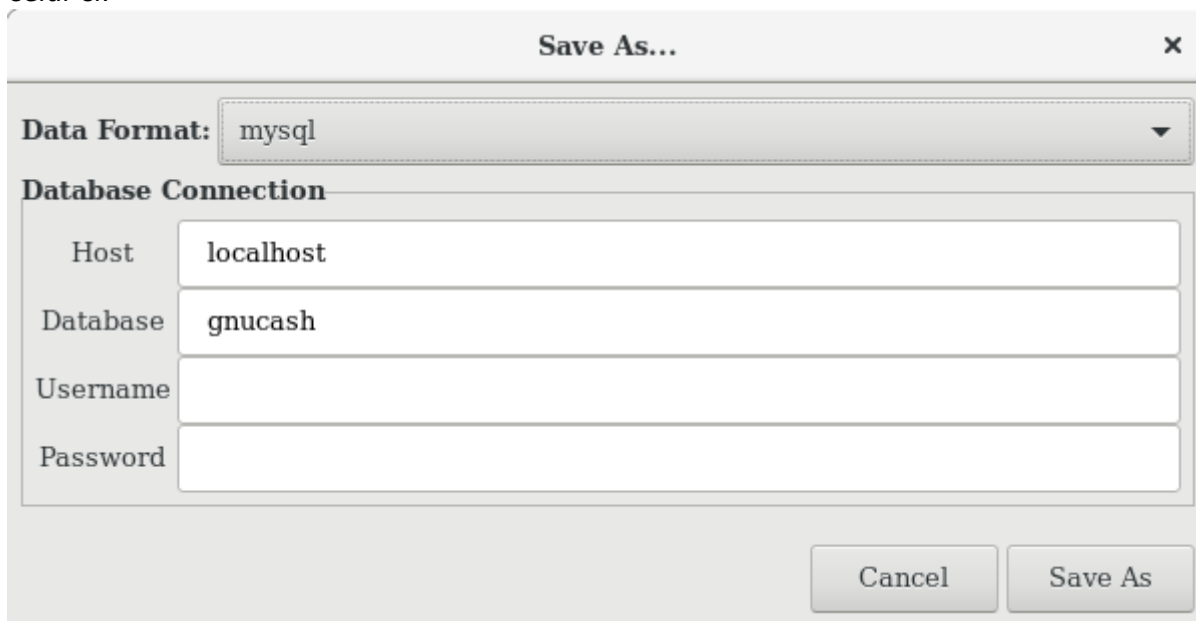 Save As...
Data Format: mysql
Database Connection
Host localhost
Database gnucash
Username
Password
Cancel Save As